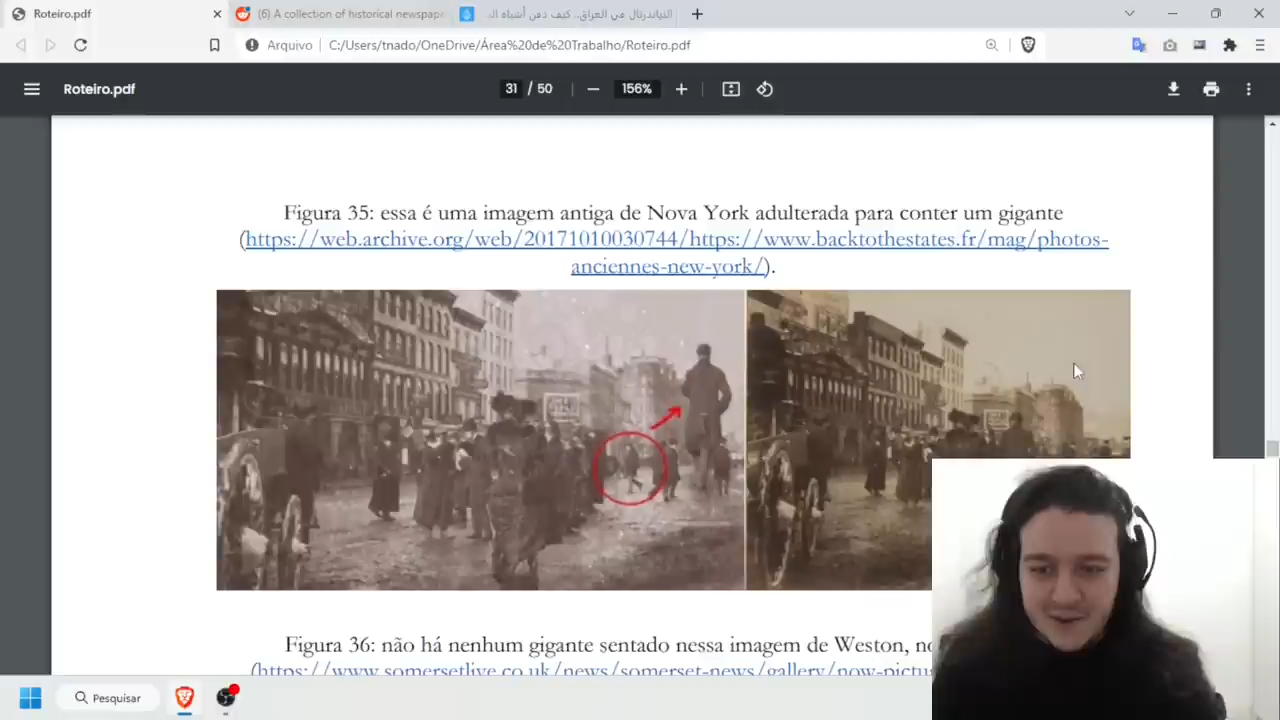 Roteiro.pdf
(6) A collection of historical newspape
النياندرتال في العراق.. كيف دفن أشباه الـ
Arquivo
C:/Users/tnado/OneDrive/Área%20de%20Trabalho/Roteiro.pdf
Roteiro.pdf
31 / 50
156%
Figura 35: essa é uma imagem antiga de Nova York adulterada para conter um gigante
(https://web.archive.org/web/20171010030744/https://www.backtothestates.fr/mag/photos-
anciennes-new-york/).
Figura 36: não há nenhum gigante sentado nessa imagem de Weston, no
(https://www.somersetlive.co.uk/news/somerset-news/gallery/now-pictu
Pesquisar